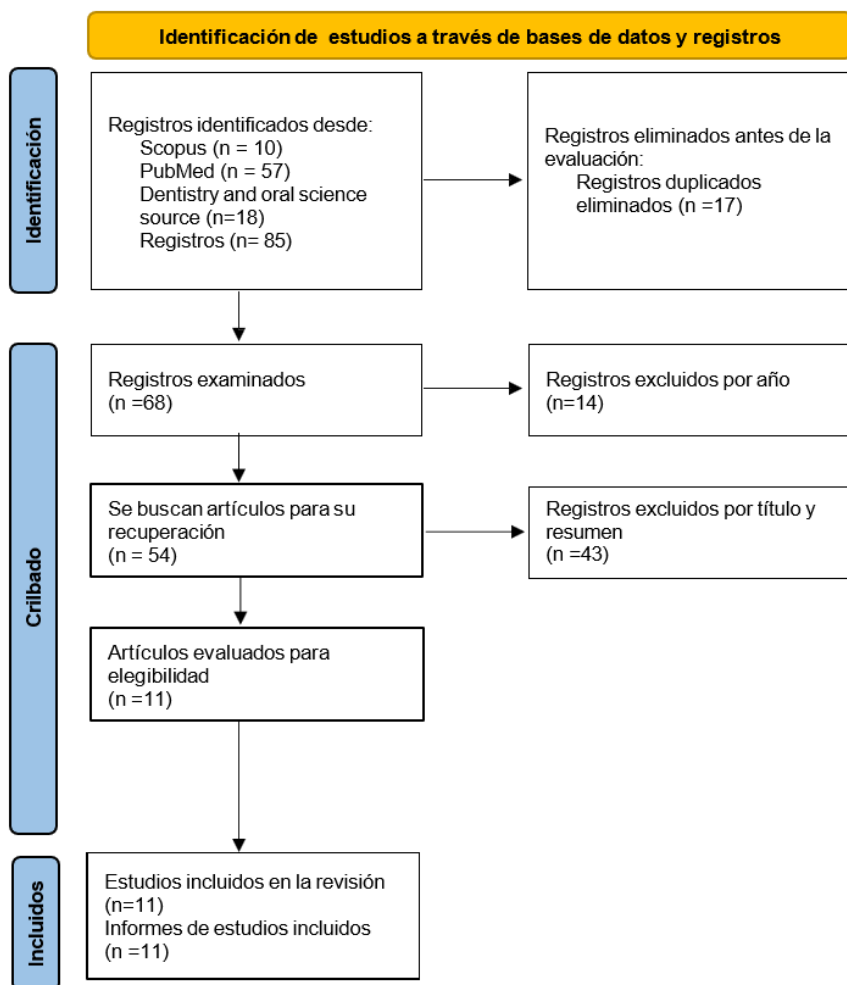 Identificación de estudios a través de bases de datos y registros
Identificación
Registros identificados desde:
Scopus (n = 10)
PubMed (n = 57)
Dentistry and oral science
source (n=18)
Registros (n= 85)
Registros eliminados antes de la
evaluación:
Registros duplicados
eliminados (n =17)
Crilbado
Registros examinados
(n =68)
Registros excluidos por año
(n=14)
Se buscan artículos para su
recuperación
(n = 54)
Registros excluidos por título y
resumen
(n =43)
Artículos evaluados para
elegibilidad
(n =11)
Incluidos
Estudios incluidos en la revisión
(n=11)
Informes de estudios incluidos
(n =11)